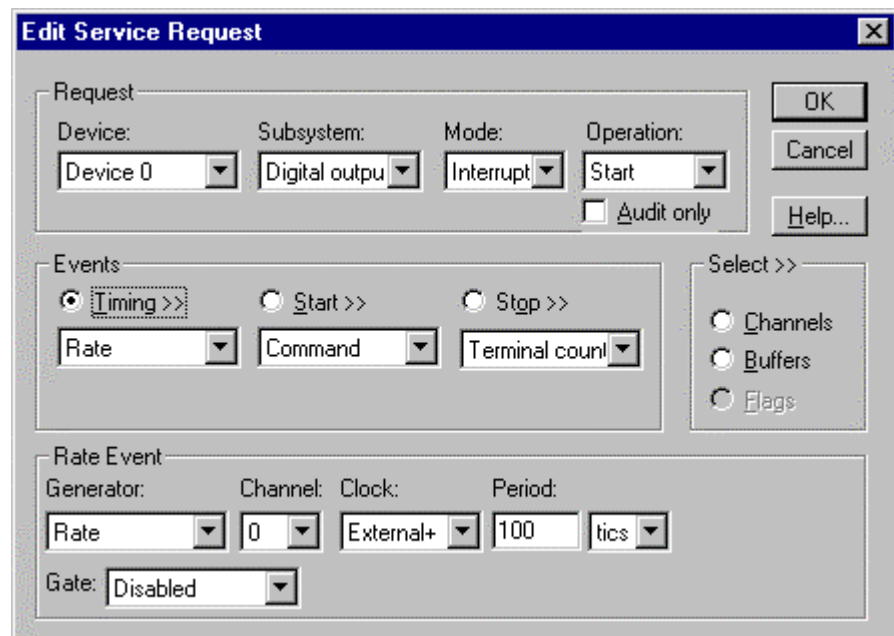 Edit Service Request
Request
OK
Device: Subsystem: Mode: Operation:
Device 0 Digital outpu Interrupt Start
Cancel
Audit only
Help...
Events
Select >>
Timing >> Start >> Stop >>
Channels
Rate Command Terminal count
Buffers
Flags
Rate Event
Generator: Channel: Clock: Period:
Rate 0 External+ 100 tics
Gate: Disabled